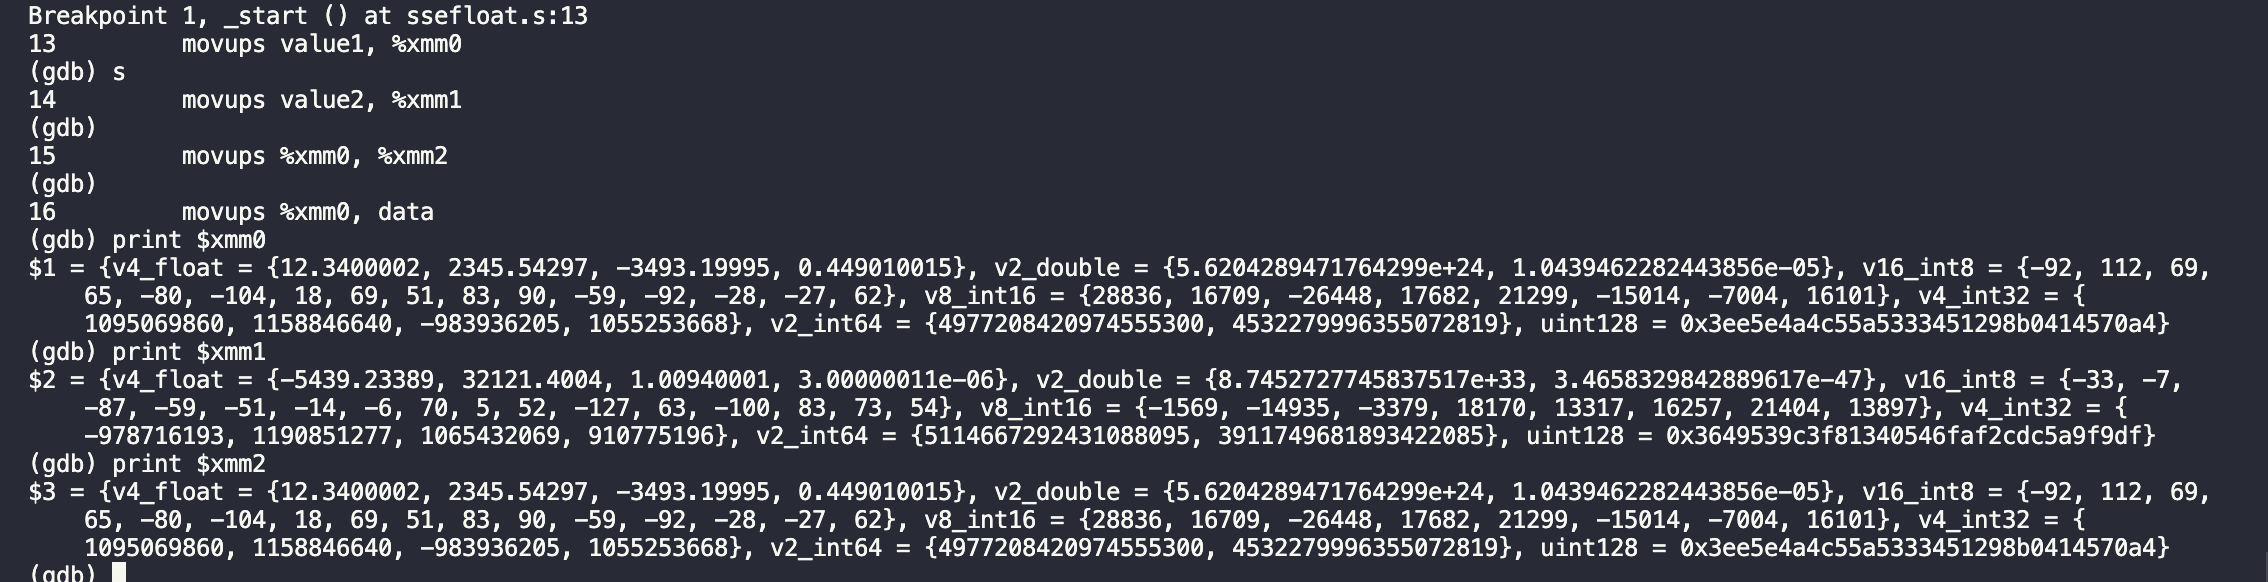 Breakpoint 1, _start () at ssefloat.s:13
13         movups value1, %xmm0
(gdb) s
14         movups value2, %xmm1
(gdb)
15         movups %xmm0, %xmm2
(gdb)
16         movups %xmm0, data
(gdb) print $xmm0
$1 = {v4_float = {12.3400002, 2345.54297, -3493.19995, 0.449010015}, v2_double = {5.6204289471764299e+24, 1.0439462282443856e-05}, v16_int8 = {-92, 112, 69,
    65, -80, -104, 18, 69, 51, 83, 90, -59, -92, -28, -27, 62}, v8_int16 = {28836, 16709, -26448, 17682, 21299, -15014, -7004, 16101}, v4_int32 = {
    1095069860, 1158846640, -983936205, 1055253668}, v2_int64 = {4977208420974555300, 4532279996355072819}, uint128 = 0x3ee5e4a4c55a5333451298b0414570a4}
(gdb) print $xmm1
$2 = {v4_float = {-5439.23389, 32121.4004, 1.00940001, 3.00000011e-06}, v2_double = {8.7452727745837517e+33, 3.4658329842889617e-47}, v16_int8 = {-33, -7,
    -87, -59, -51, -14, -6, 70, 5, 52, -127, 63, -100, 83, 73, 54}, v8_int16 = {-1569, -14935, -3379, 18170, 13317, 16257, 21404, 13897}, v4_int32 = {
    -978716193, 1190851277, 1065432069, 910775196}, v2_int64 = {5114667292431088095, 3911749681893422085}, uint128 = 0x3649539c3f81340546faf2cdc5a9f9df}
(gdb) print $xmm2
$3 = {v4_float = {12.3400002, 2345.54297, -3493.19995, 0.449010015}, v2_double = {5.6204289471764299e+24, 1.0439462282443856e-05}, v16_int8 = {-92, 112, 69,
    65, -80, -104, 18, 69, 51, 83, 90, -59, -92, -28, -27, 62}, v8_int16 = {28836, 16709, -26448, 17682, 21299, -15014, -7004, 16101}, v4_int32 = {
    1095069860, 1158846640, -983936205, 1055253668}, v2_int64 = {4977208420974555300, 4532279996355072819}, uint128 = 0x3ee5e4a4c55a5333451298b0414570a4}
(gdb)